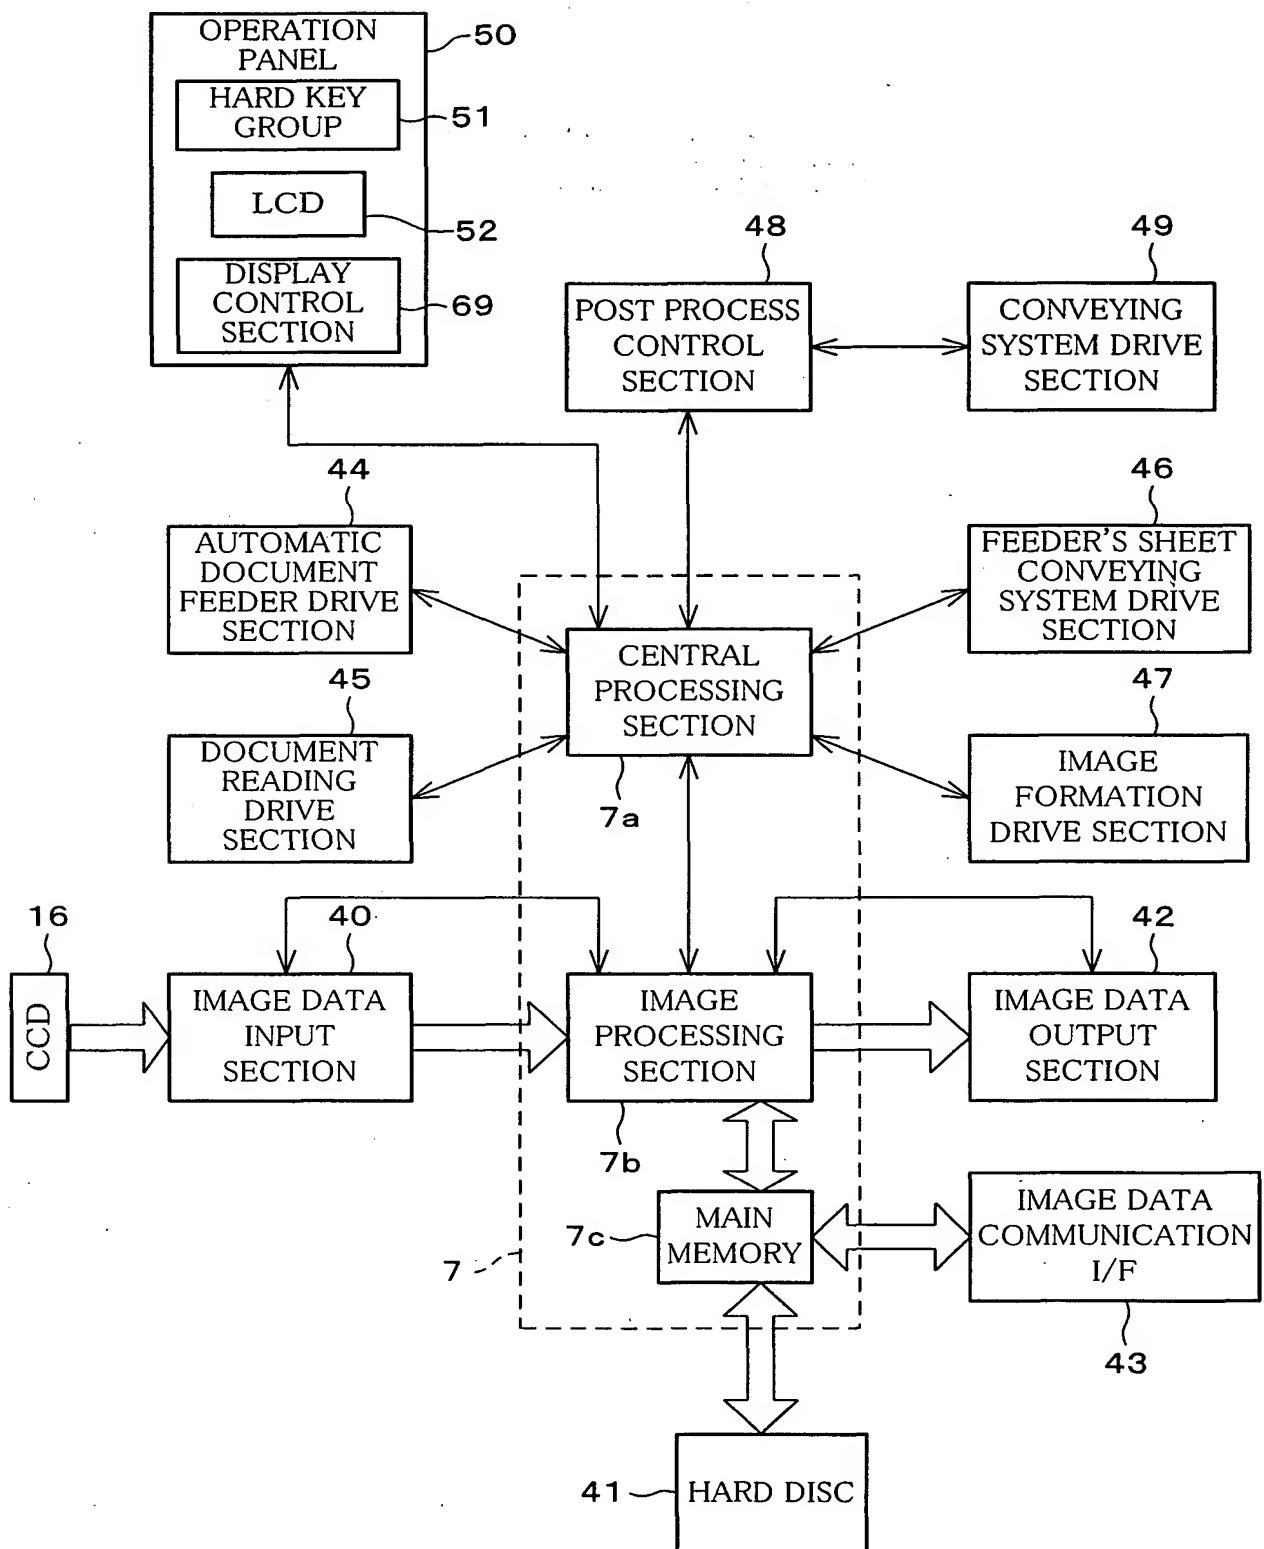 OPERATION
PANEL
50
HARD KEY
GROUP
51
LCD
52
DISPLAY
CONTROL
SECTION
69
48
POST PROCESS
CONTROL
SECTION
49
CONVEYING
SYSTEM DRIVE
SECTION
44
AUTOMATIC
DOCUMENT
FEEDER DRIVE
SECTION
46
FEEDER'S SHEET
CONVEYING
SYSTEM DRIVE
SECTION
CENTRAL
PROCESSING
SECTION
7a
45
DOCUMENT
READING
DRIVE
SECTION
47
IMAGE
FORMATION
DRIVE SECTION
16
CCD
40
IMAGE DATA
INPUT
SECTION
IMAGE
PROCESSING
SECTION
7b
42
IMAGE DATA
OUTPUT
SECTION
7
7c
MAIN
MEMORY
IMAGE DATA
COMMUNICATION
I/F
43
41
HARD DISC